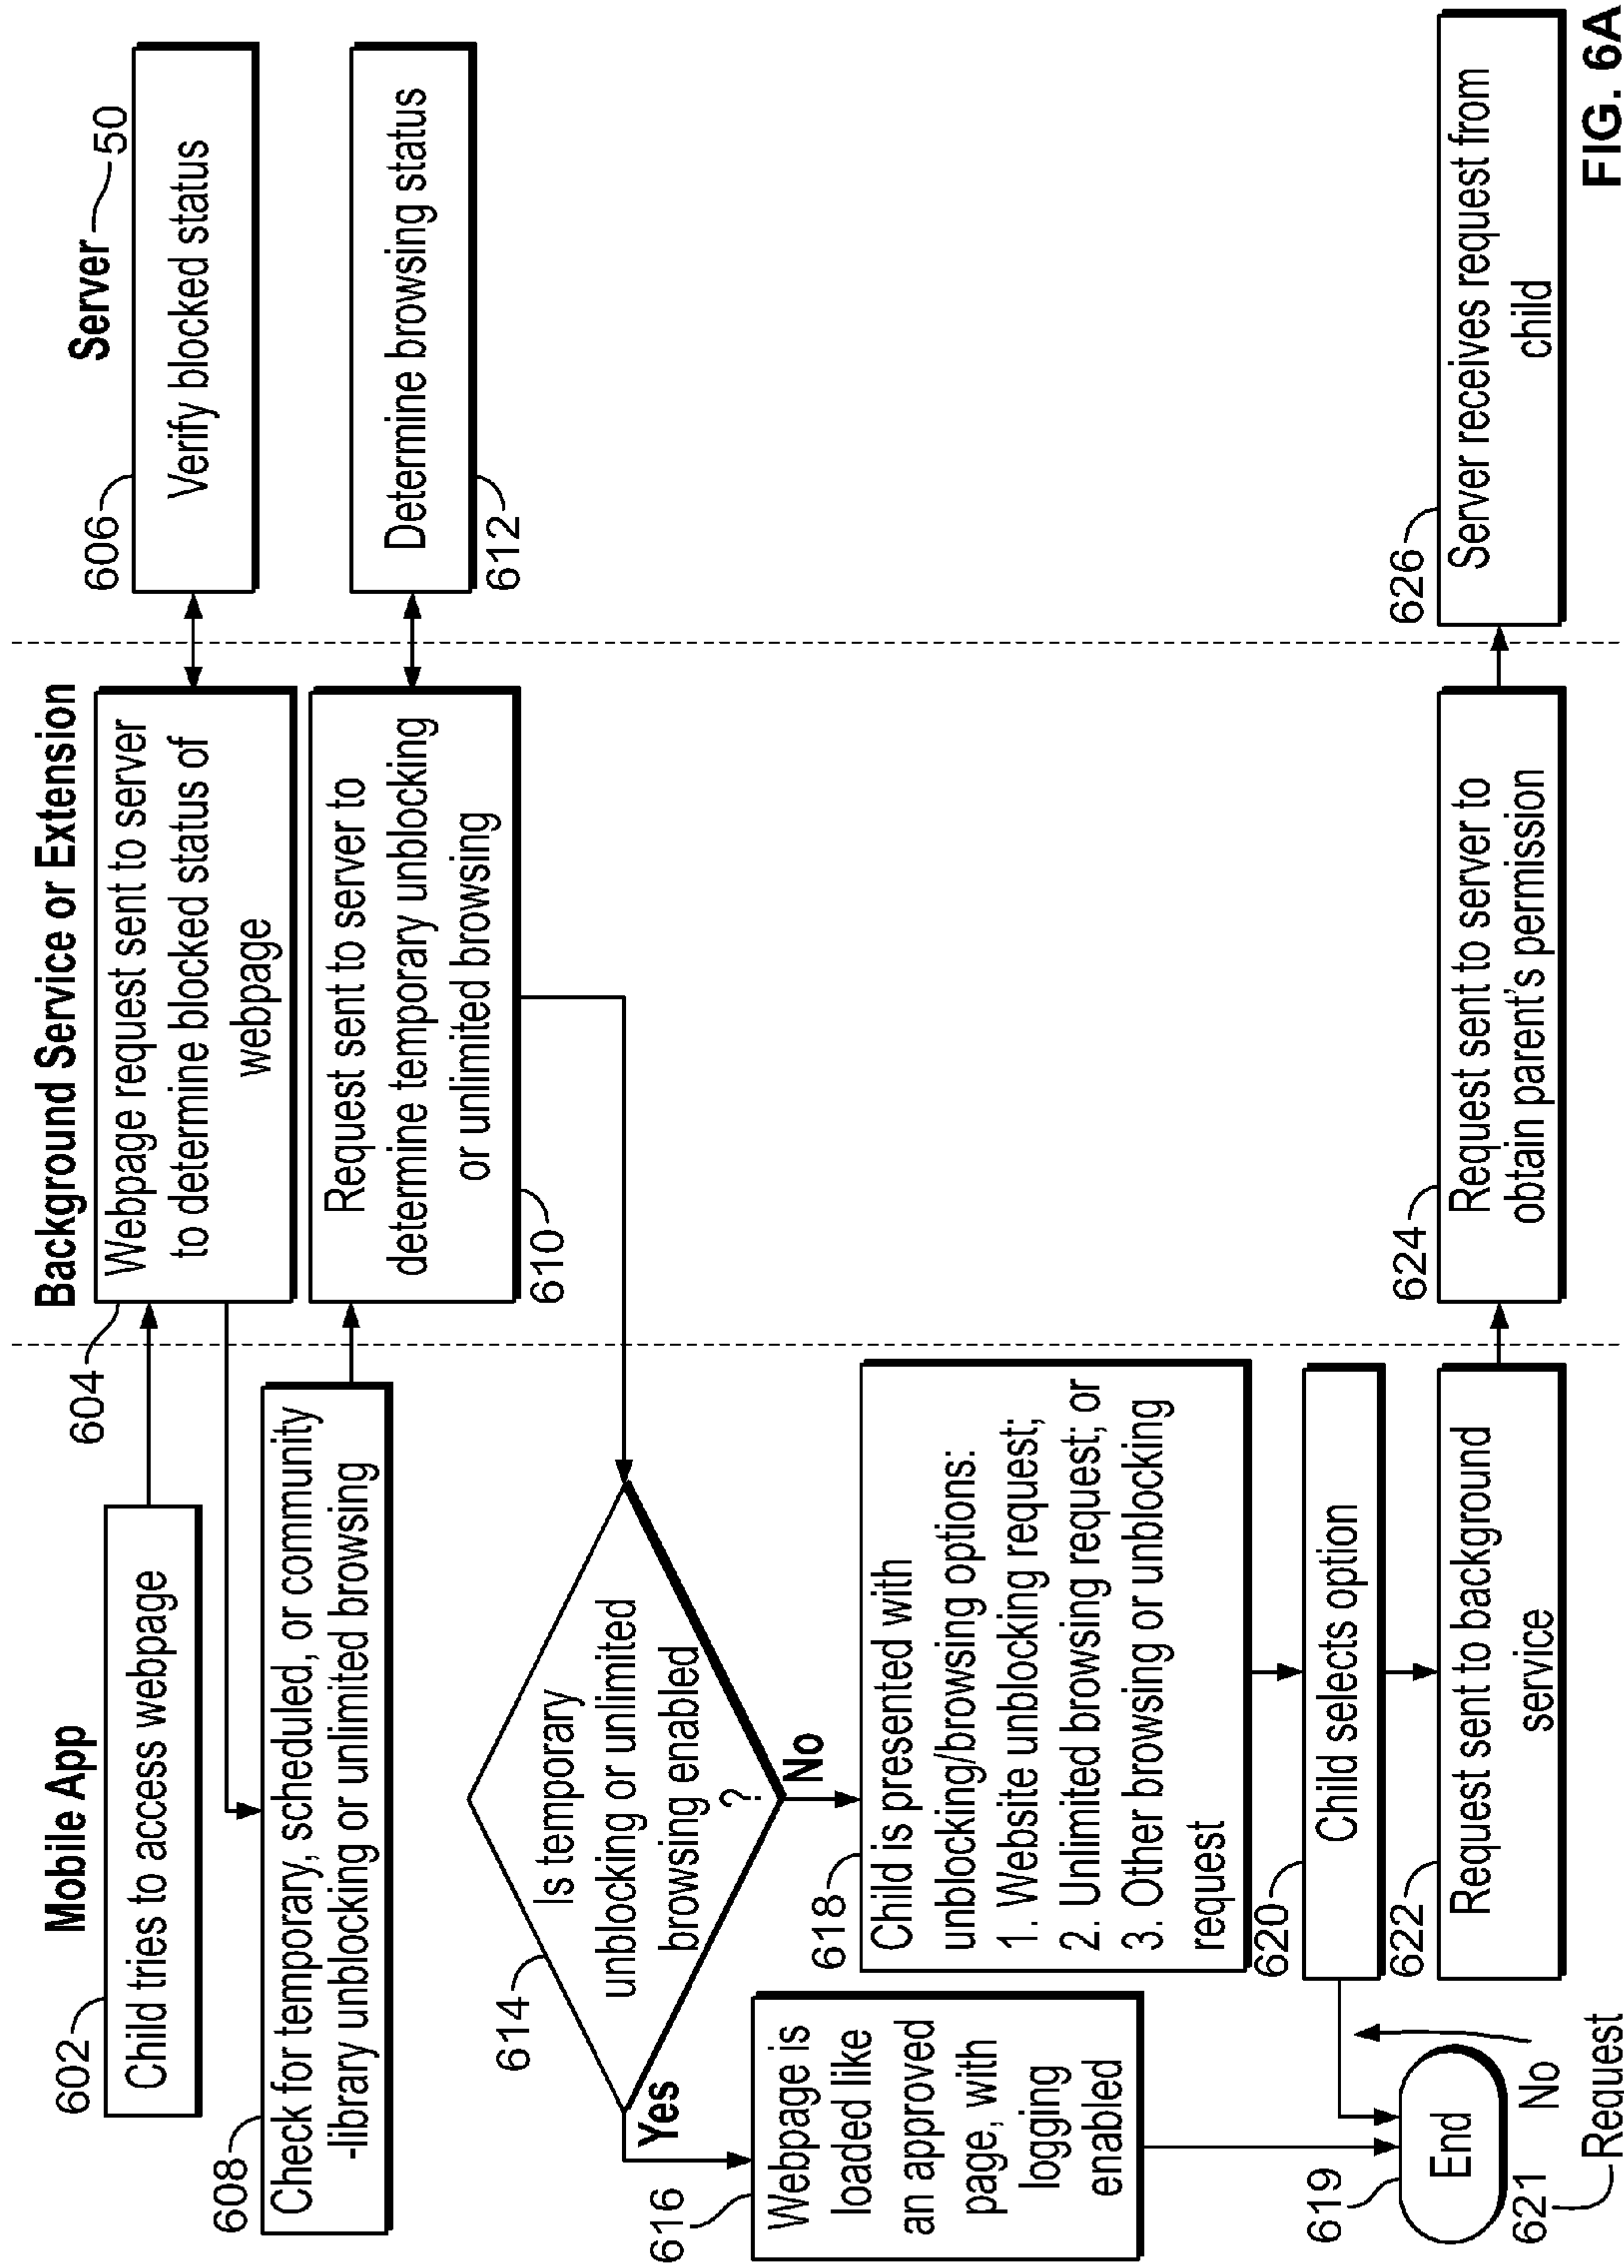 Mobile App
Background Service or Extension
Server
50
602
Child tries to access webpage
604
Webpage request sent to server
to determine blocked status of
webpage
606
Verify blocked status
608
Check for temporary, scheduled, or community
-library unblocking or unlimited browsing
Request sent to server to
determine temporary unblocking
or unlimited browsing
610
Determine browsing status
612
614
Is temporary
unblocking or unlimited
browsing enabled
?
Yes
No
616
Webpage is
loaded like
an approved
page, with
logging
enabled
618
Child is presented with
unblocking/browsing options:
1. Website unblocking request;
2. Unlimited browsing request; or
3. Other browsing or unblocking
request
620
Child selects option
619
End
621
No
Request
622
Request sent to background
service
624
Request sent to server to
obtain parent's permission
626
Server receives request from
child
FIG. 6A